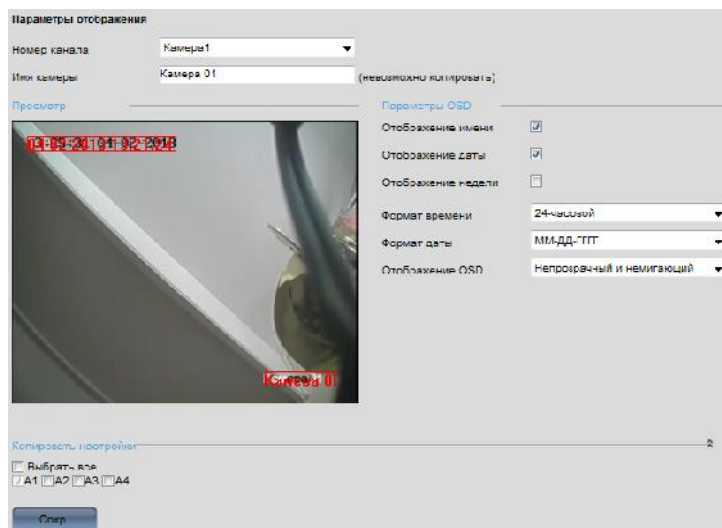 Параметры отображения
Номер канала Камера1
Имя камеры Камера 01 (невозможно копировать)
Просмотр Параметры OSD
Отображение имени
Отображение даты
Отображение недели
Формат времени 24-часовой
Формат даты ММ-ДД-ГГГГ
Отображение OSD Непрозрачный и немигающий
Камера 01
Копировать настройки
Выбрать все
A1 A2 A3 A4
Сохр